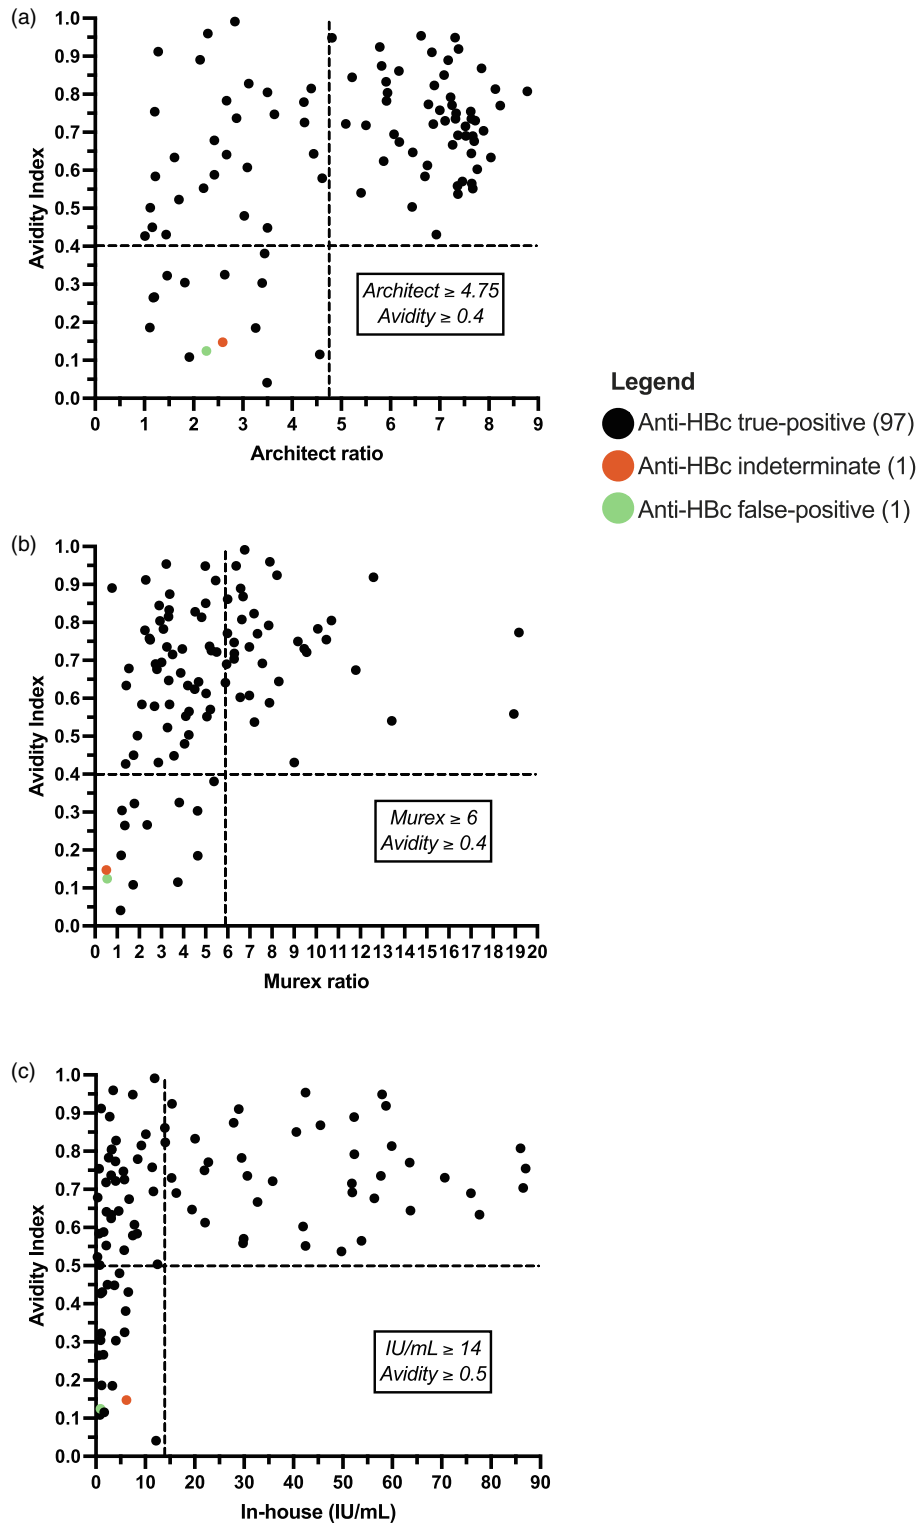 (a)
1.0
0.9
0.8
0.7
0.6
0.5
0.4
0.3
0.2
0.1
0.0
Avidity Index
Architect ≥ 4.75
Avidity ≥ 0.4
0 1 2 3 4 5 6 7 8 9
Architect ratio
Legend
Anti-HBc true-positive (97)
Anti-HBc indeterminate (1)
Anti-HBc false-positive (1)
(b)
1.0
0.9
0.8
0.7
0.6
0.5
0.4
0.3
0.2
0.1
0.0
Avidity Index
Murex ≥ 6
Avidity ≥ 0.4
0 1 2 3 4 5 6 7 8 9 10 11 12 13 14 15 16 17 18 19 20
Murex ratio
(c)
1.0
0.9
0.8
0.7
0.6
0.5
0.4
0.3
0.2
0.1
0.0
Avidity Index
IU/mL ≥ 14
Avidity ≥ 0.5
0 10 20 30 40 50 60 70 80 90
In-house (IU/mL)